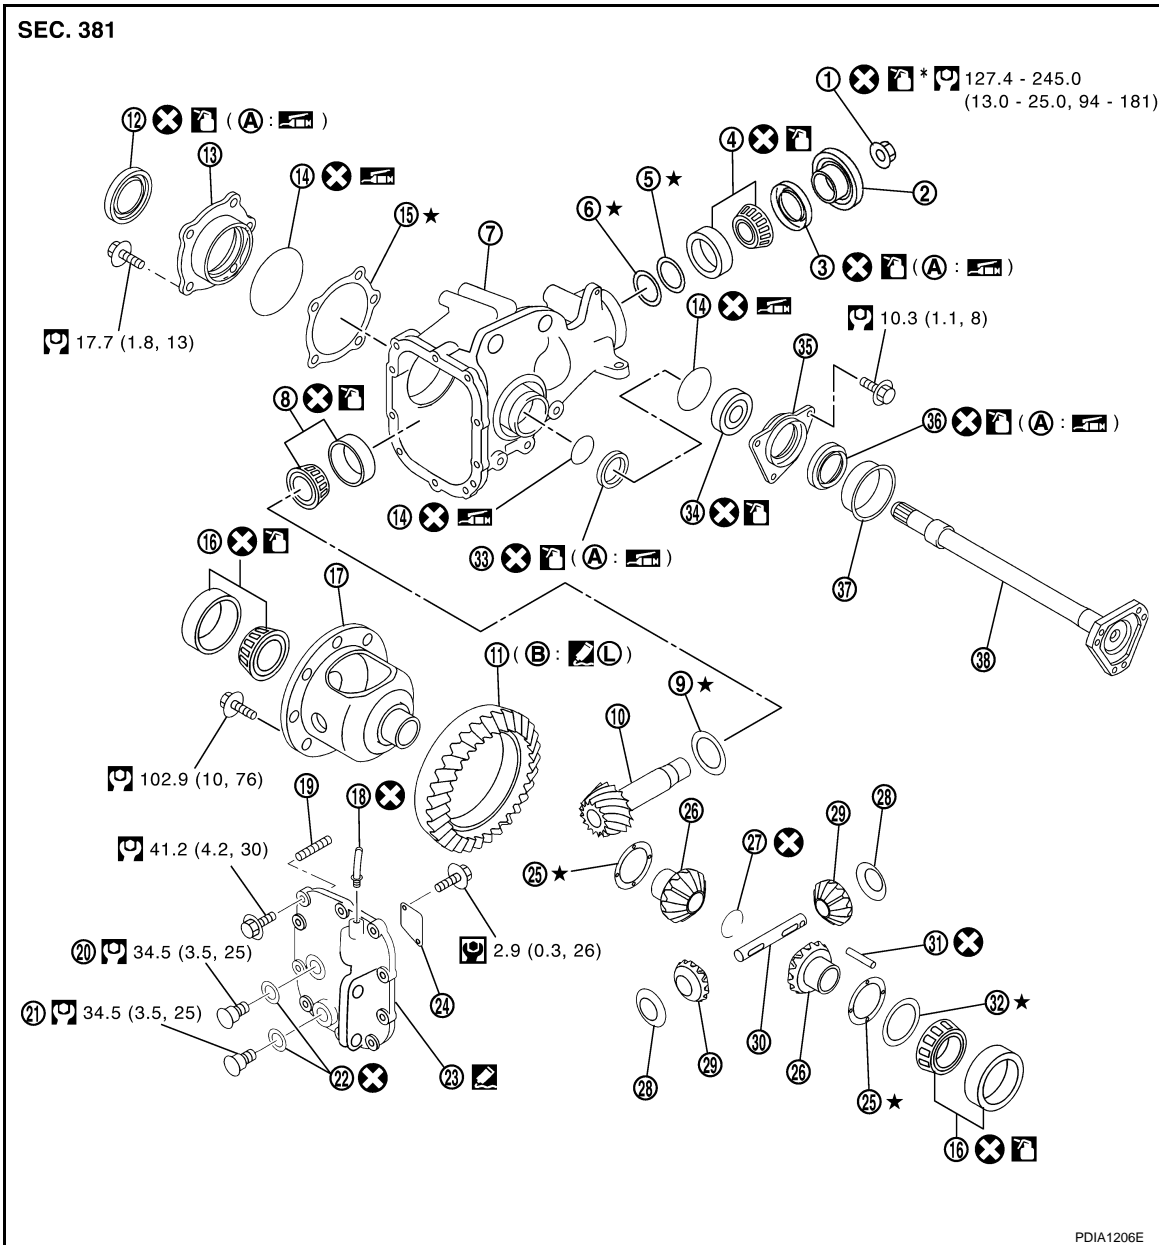 SEC. 381
1 * 127.4 - 245.0
(13.0 - 25.0, 94 - 181)
12 ( A : )
13
4
14
5 ★
2
15 ★
6 ★
7
3 ( A : )
14
10.3 (1.1, 8)
17.7 (1.8, 13)
35
8
36 ( A : )
14
34
16
33 ( A : )
17
37
11 ( B : L )
38
9 ★
10
102.9 (10, 76)
19
18
26
28
29
41.2 (4.2, 30)
27
25 ★
20 34.5 (3.5, 25)
2.9 (0.3, 26)
31
24
21 34.5 (3.5, 25)
32 ★
30
29
26
22
23
28
25 ★
16
PDIA1206E